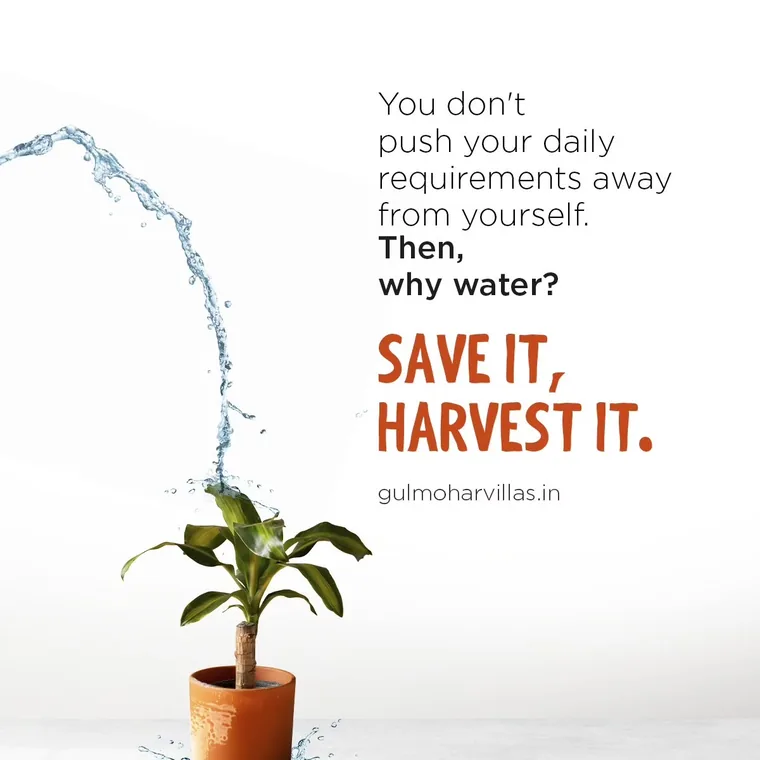 You don't
push your daily
requirements away
from yourself.
Then,
why water?
SAVE IT,
HARVEST IT.
gulmoharvillas.in